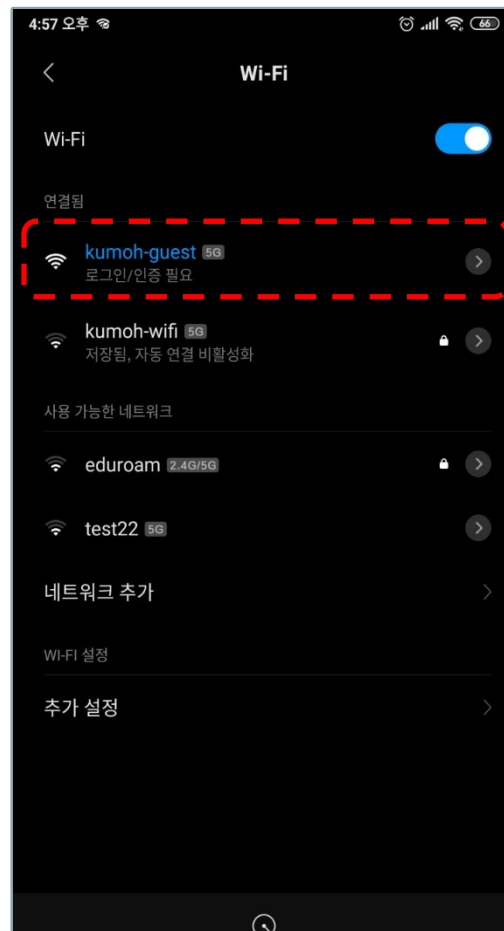 4:57 오후
66
Wi-Fi
Wi-Fi
연결됨
kumoh-guest 5G
로그인/인증 필요
kumoh-wifi 5G
저장됨, 자동 연결 비활성화
사용 가능한 네트워크
eduroam 2.4G/5G
test22 5G
네트워크 추가
WI-FI 설정
추가 설정